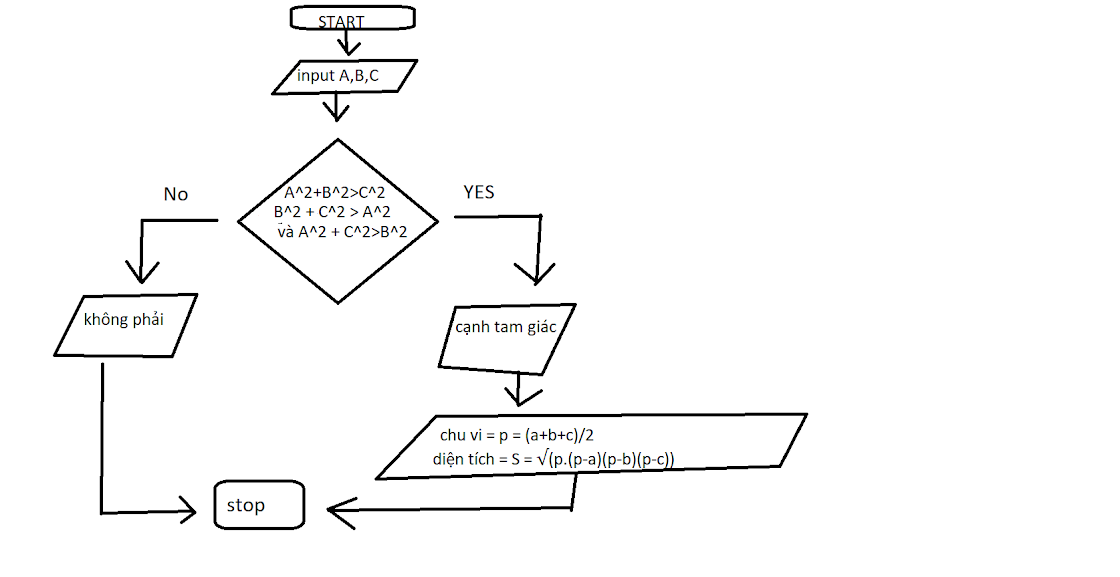 START
input A,B,C
No
YES
A^2+B^2>C^2
B^2 + C^2 > A^2
và A^2 + C^2>B^2
không phải
cạnh tam giác
chu vi = p = (a+b+c)/2
diện tích = S = √(p.(p-a)(p-b)(p-c))
stop